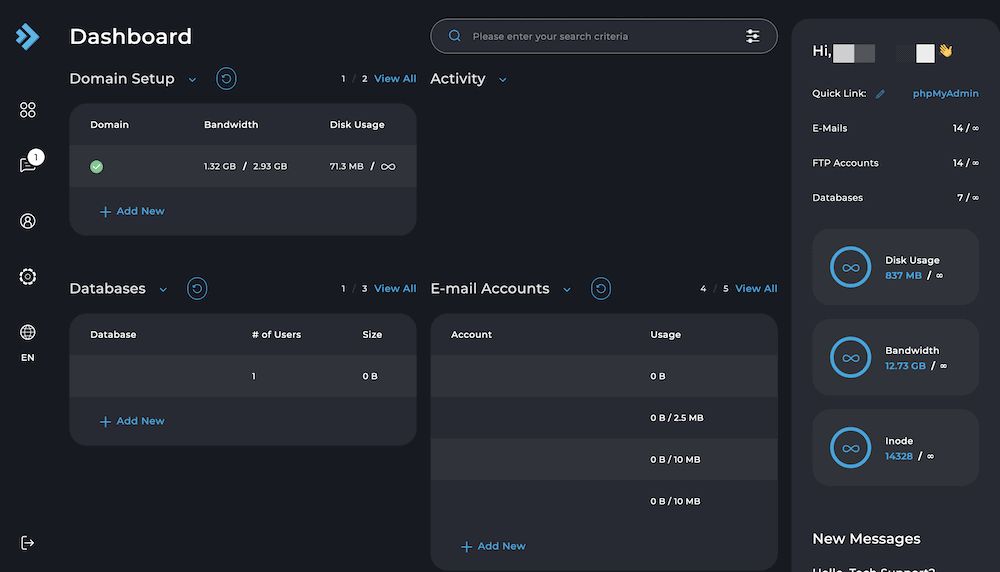 Dashboard
Please enter your search criteria
Domain Setup
1 / 2 View All
Domain Bandwidth Disk Usage
1.32 GB / 2.93 GB 71.3 MB / ∞
+ Add New
Activity
Databases
1 / 3 View All
Database # of Users Size
1 0 B
+ Add New
E-mail Accounts
4 / 5 View All
Account Usage
0 B
0 B / 2.5 MB
0 B / 10 MB
0 B / 10 MB
+ Add New
1
EN
Hi, 👋
Quick Link: phpMyAdmin
E-Mails 14 / ∞
FTP Accounts 14 / ∞
Databases 7 / ∞
∞ Disk Usage
837 MB / ∞
∞ Bandwidth
12.73 GB / ∞
∞ Inode
14328 / ∞
New Messages
Hello, Tech Support?